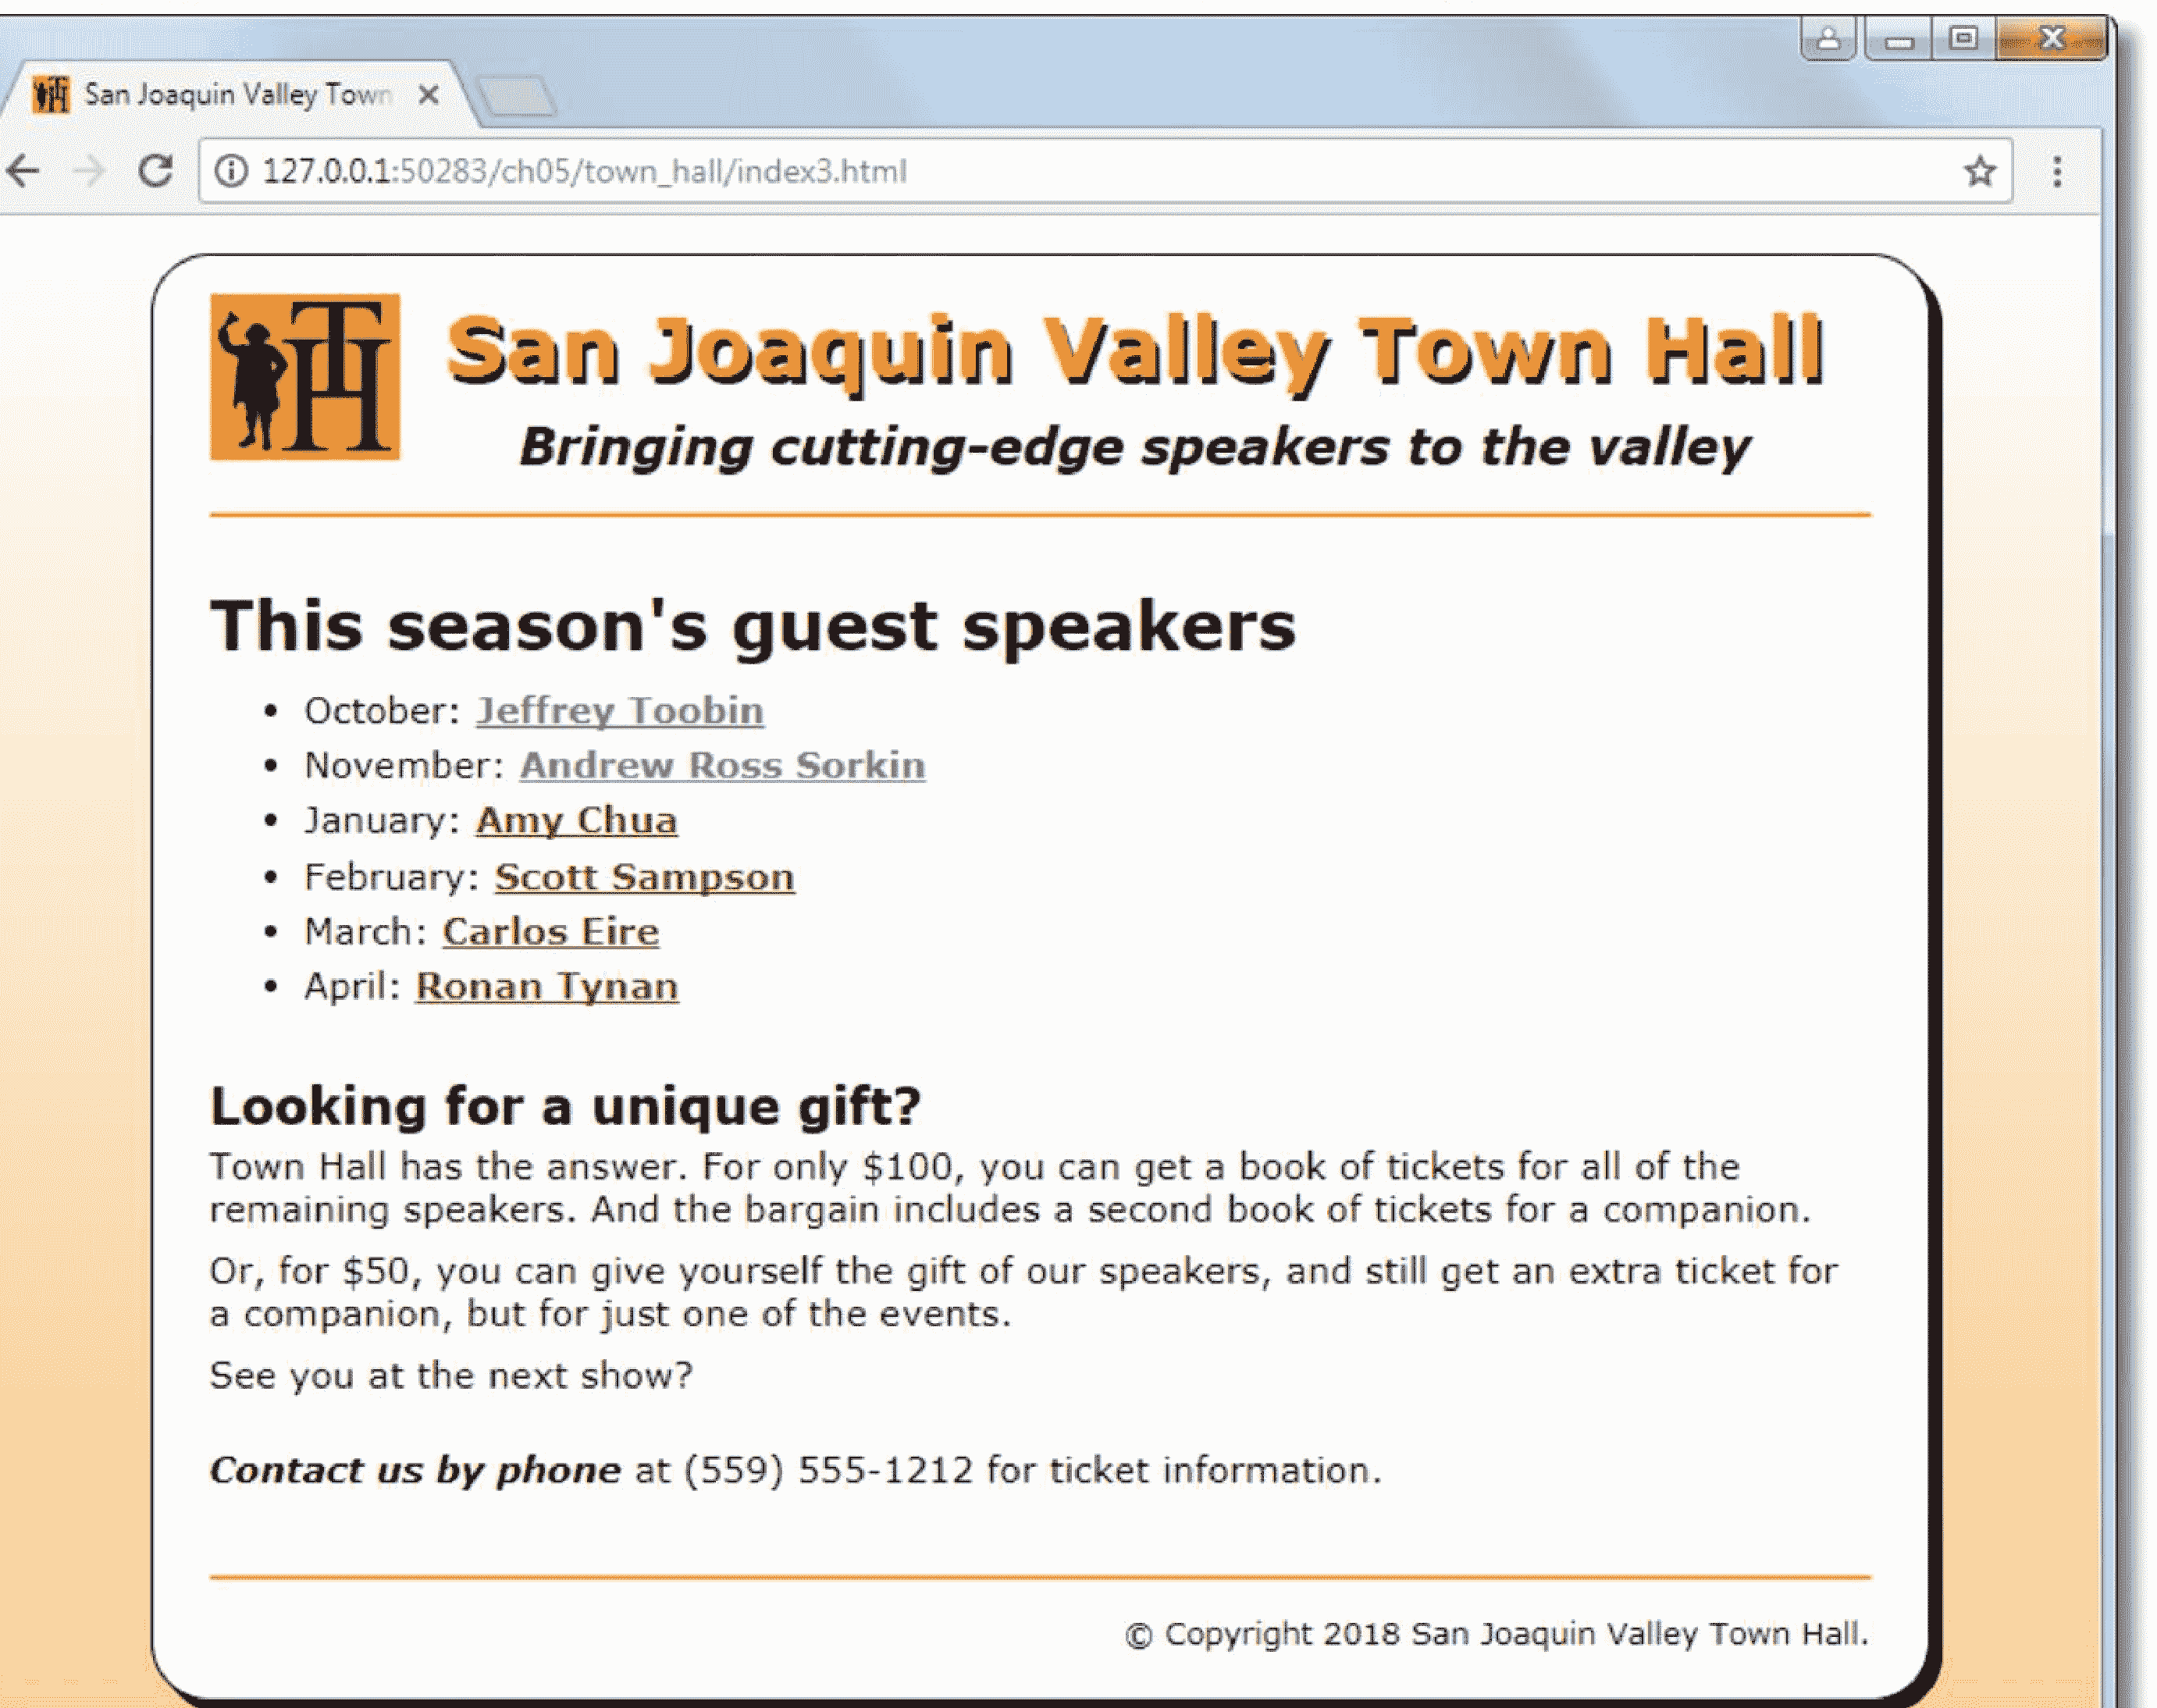 San Joaquin Valley Town
127.0.0.1:50283/ch05/town_hall/index3.html
TH
San Joaquin Valley Town Hall
Bringing cutting-edge speakers to the valley
This season's guest speakers
• October: Jeffrey Toobin
• November: Andrew Ross Sorkin
• January: Amy Chua
• February: Scott Sampson
• March: Carlos Eire
• April: Ronan Tynan
Looking for a unique gift?
Town Hall has the answer. For only $100, you can get a book of tickets for all of the
remaining speakers. And the bargain includes a second book of tickets for a companion.
Or, for $50, you can give yourself the gift of our speakers, and still get an extra ticket for
a companion, but for just one of the events.
See you at the next show?
Contact us by phone at (559) 555-1212 for ticket information.
© Copyright 2018 San Joaquin Valley Town Hall.